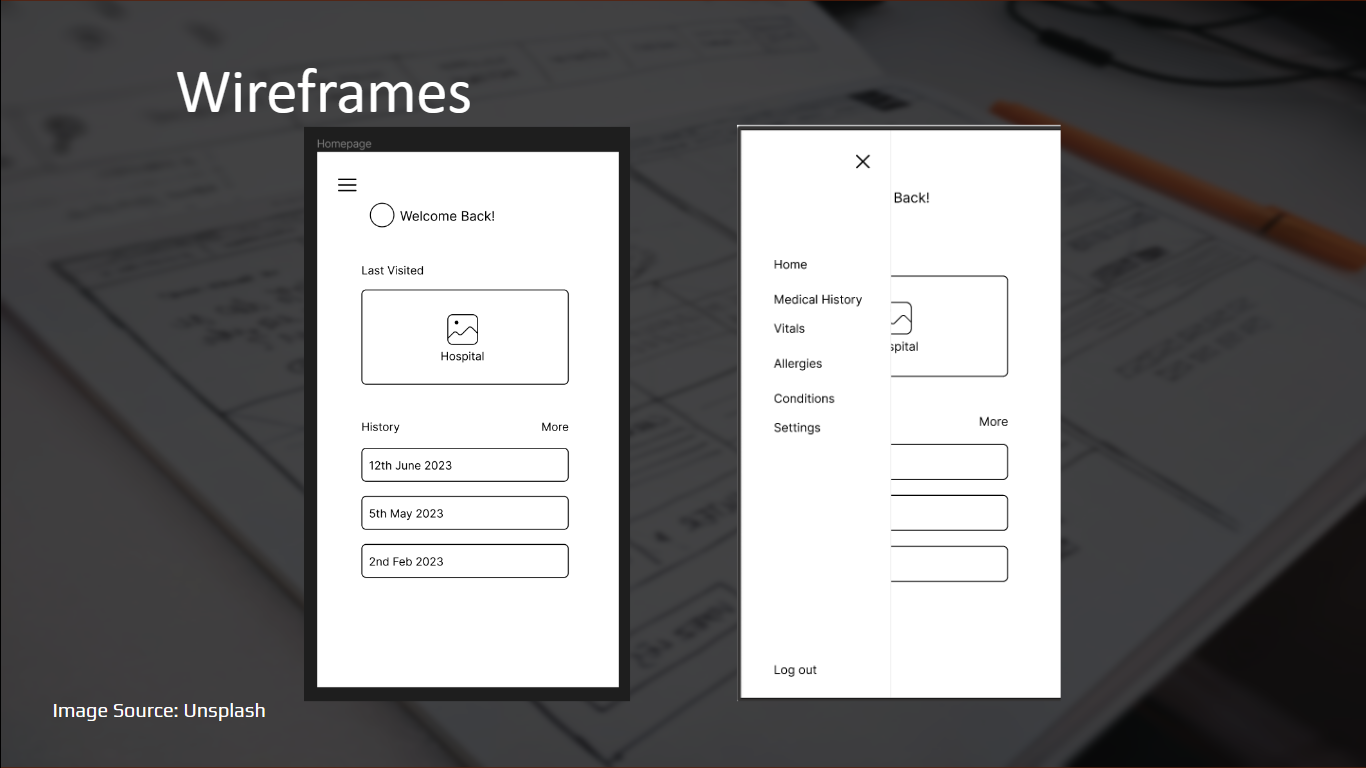 Wireframes
Homepage
Welcome Back!
Last Visited
Hospital
History More
12th June 2023
5th May 2023
2nd Feb 2023
Back!
Home
Medical History
Vitals
spital
Allergies
Conditions
More
Settings
Log out
Image Source: Unsplash